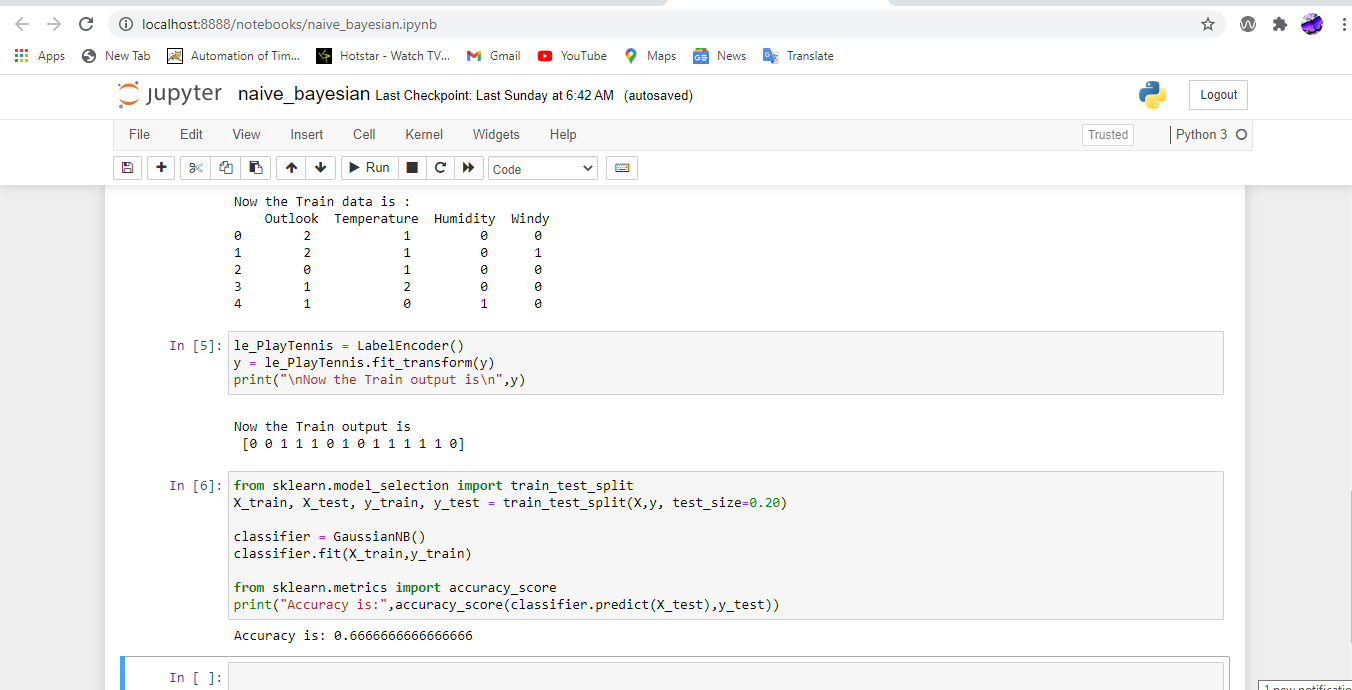 localhost:8888/notebooks/naive_bayesian.ipynb
Apps New Tab Automation of Tim... Hotstar - Watch TV... Gmail YouTube Maps News Translate
jupyter naive_bayesian Last Checkpoint: Last Sunday at 6:42 AM (autosaved) Logout
File Edit View Insert Cell Kernel Widgets Help Trusted Python 3
Run Code
Now the Train data is :
Outlook Temperature Humidity Windy
0 2 1 0 0
1 2 1 0 1
2 0 1 0 0
3 1 2 0 0
4 1 0 1 0
In [5]: le_PlayTennis = LabelEncoder()
y = le_PlayTennis.fit_transform(y)
print("\nNow the Train output is\n",y)
Now the Train output is
[0 0 1 1 1 0 1 0 1 1 1 1 1 0]
In [6]: from sklearn.model_selection import train_test_split
X_train, X_test, y_train, y_test = train_test_split(X,y, test_size=0.20)
classifier = GaussianNB()
classifier.fit(X_train,y_train)
from sklearn.metrics import accuracy_score
print("Accuracy is:",accuracy_score(classifier.predict(X_test),y_test))
Accuracy is: 0.6666666666666666
In [ ]: